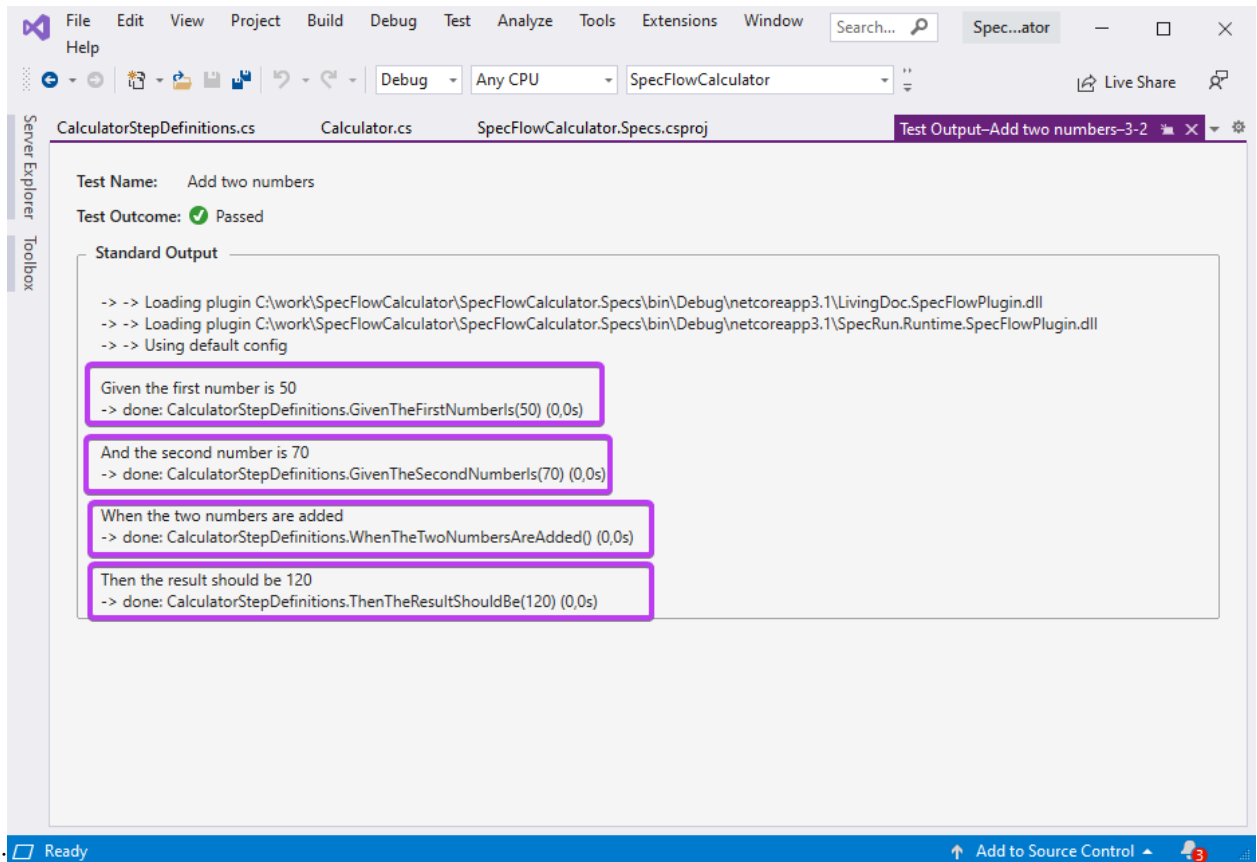 File Edit View Project Build Debug Test Analyze Tools Extensions Window Search... Spec...ator
Help
Debug Any CPU SpecFlowCalculator Live Share
Server Explorer
Toolbox
CalculatorStepDefinitions.cs Calculator.cs SpecFlowCalculator.Specs.csproj Test Output–Add two numbers–3-2
Test Name: Add two numbers
Test Outcome: Passed
Standard Output
-> -> Loading plugin C:\work\SpecFlowCalculator\SpecFlowCalculator.Specs\bin\Debug\netcoreapp3.1\LivingDoc.SpecFlowPlugin.dll
-> -> Loading plugin C:\work\SpecFlowCalculator\SpecFlowCalculator.Specs\bin\Debug\netcoreapp3.1\SpecRun.Runtime.SpecFlowPlugin.dll
-> -> Using default config
Given the first number is 50
-> done: CalculatorStepDefinitions.GivenTheFirstNumberIs(50) (0,0s)
And the second number is 70
-> done: CalculatorStepDefinitions.GivenTheSecondNumberIs(70) (0,0s)
When the two numbers are added
-> done: CalculatorStepDefinitions.WhenTheTwoNumbersAreAdded() (0,0s)
Then the result should be 120
-> done: CalculatorStepDefinitions.ThenTheResultShouldBe(120) (0,0s)
Ready Add to Source Control 3